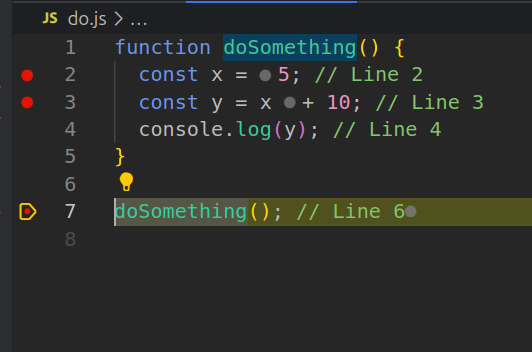 JS do.js > ...
1 function doSomething() {
2 const x = 5; // Line 2
3 const y = x + 10; // Line 3
4 console.log(y); // Line 4
5 }
6
7 doSomething(); // Line 6
8